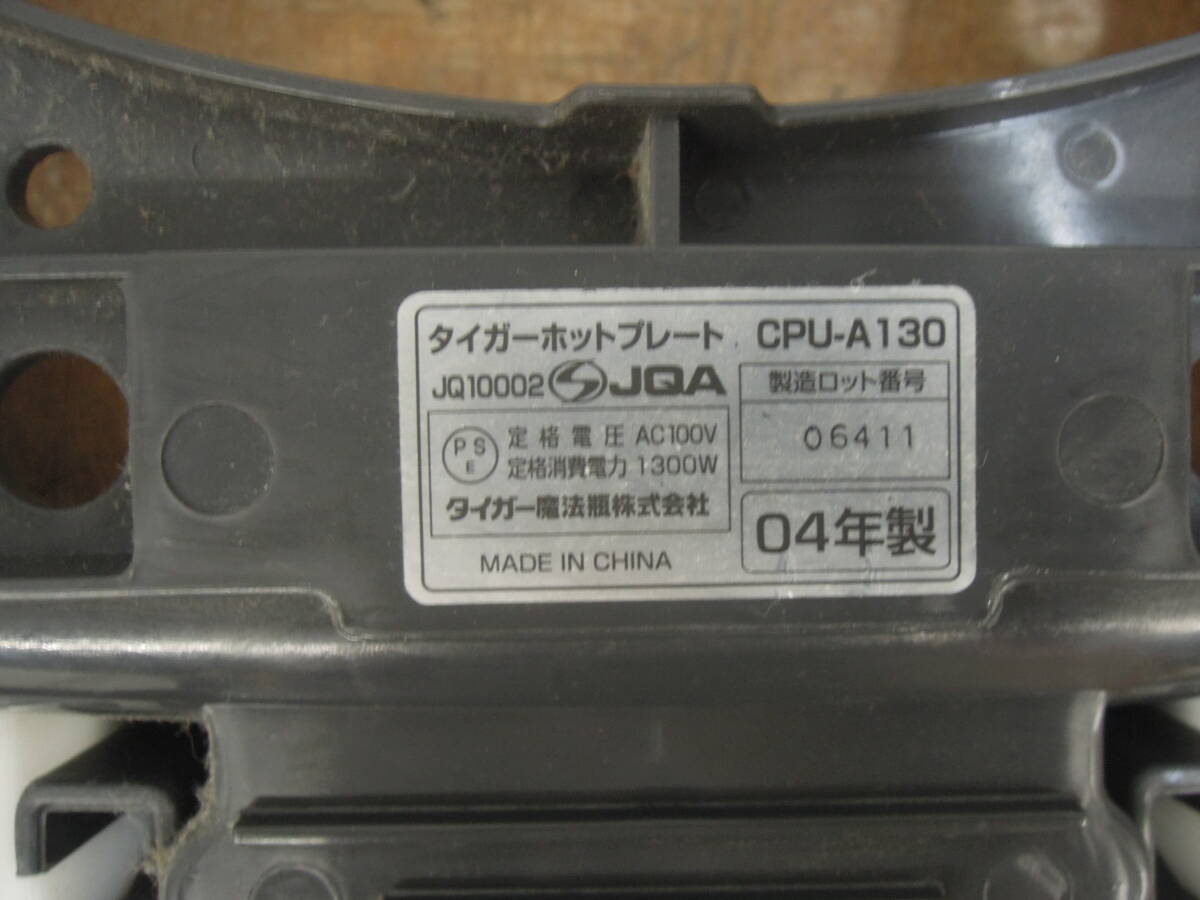 タイガーホットプレート CPU-A130
JQ10002 JQA
製造ロット番号
06411
PSE
定格電圧 AC100V
定格消費電力 1300W
タイガー魔法瓶株式会社
04年製
MADE IN CHINA